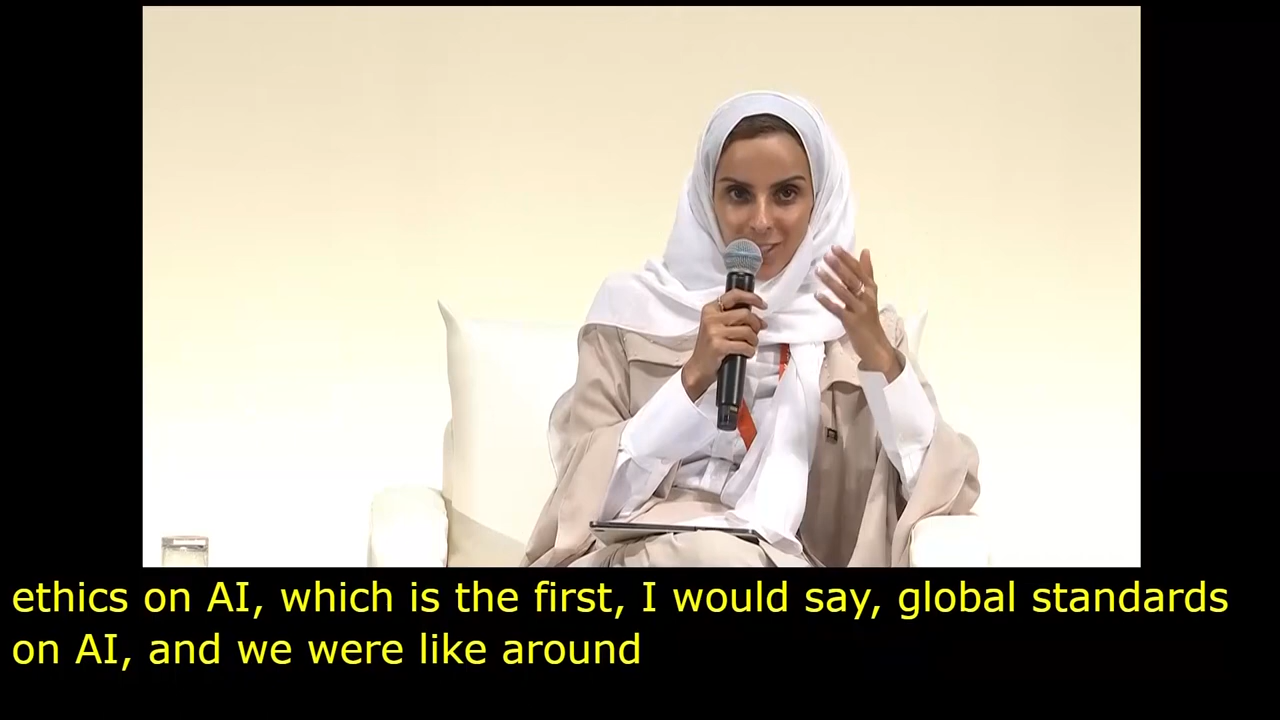 ethics on AI, which is the first, I would say, global standards
on AI, and we were like around